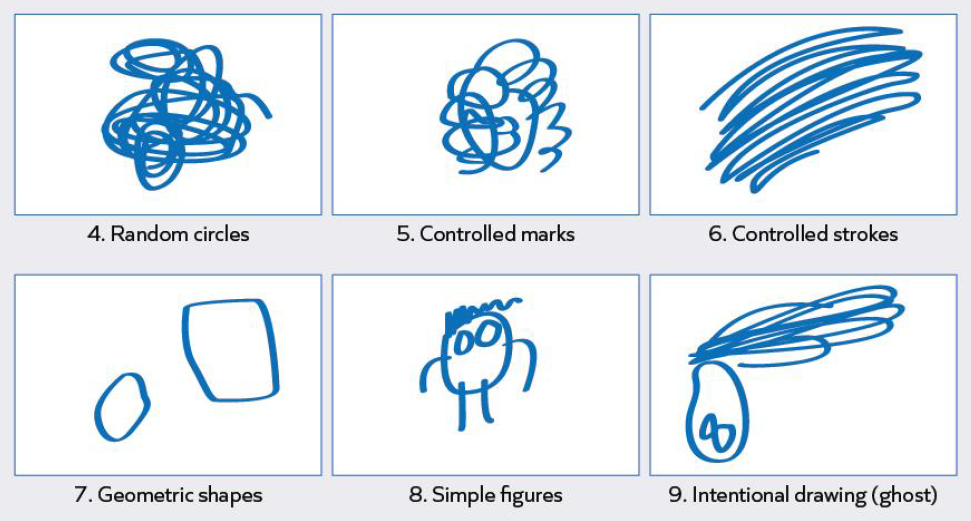 4. Random circles
5. Controlled marks
6. Controlled strokes
7. Geometric shapes
8. Simple figures
9. Intentional drawing (ghost)